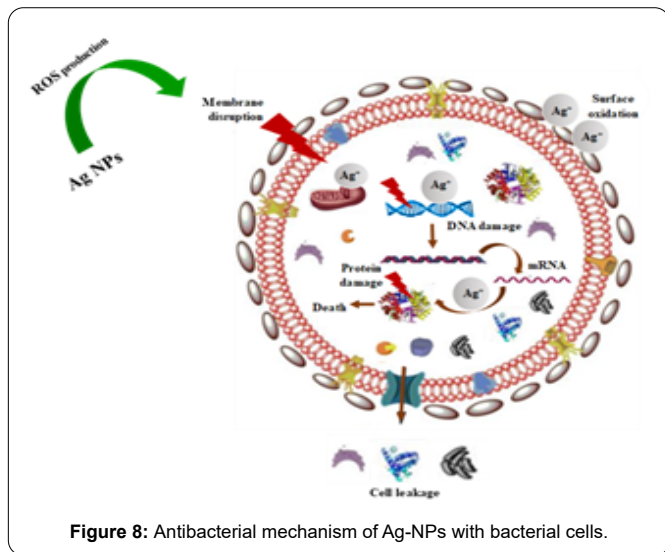 ROS production
Ag NPs
Membrane
disruption
Surface
oxidation
Ag⁺
Ag⁺
Ag⁺
Ag⁺
DNA damage
mRNA
Protein
damage
Ag⁺
Death
Cell leakage
Figure 8: Antibacterial mechanism of Ag-NPs with bacterial cells.